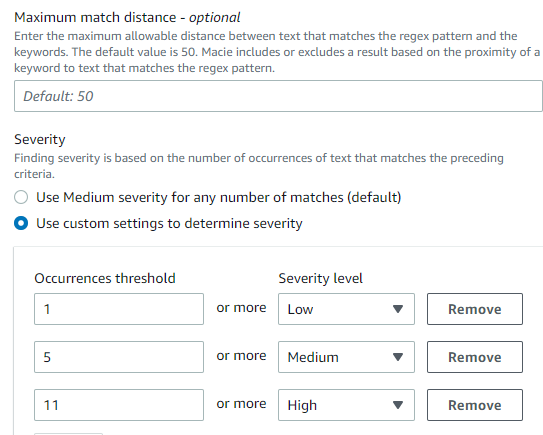 Maximum match distance - optional
Enter the maximum allowable distance between text that matches the regex pattern and the
keywords. The default value is 50. Macie includes or excludes a result based on the proximity of a
keyword to text that matches the regex pattern.
Default: 50
Severity
Finding severity is based on the number of occurrences of text that matches the preceding
criteria.
Use Medium severity for any number of matches (default)
Use custom settings to determine severity
Occurrences threshold Severity level
1 or more Low Remove
5 or more Medium Remove
11 or more High Remove